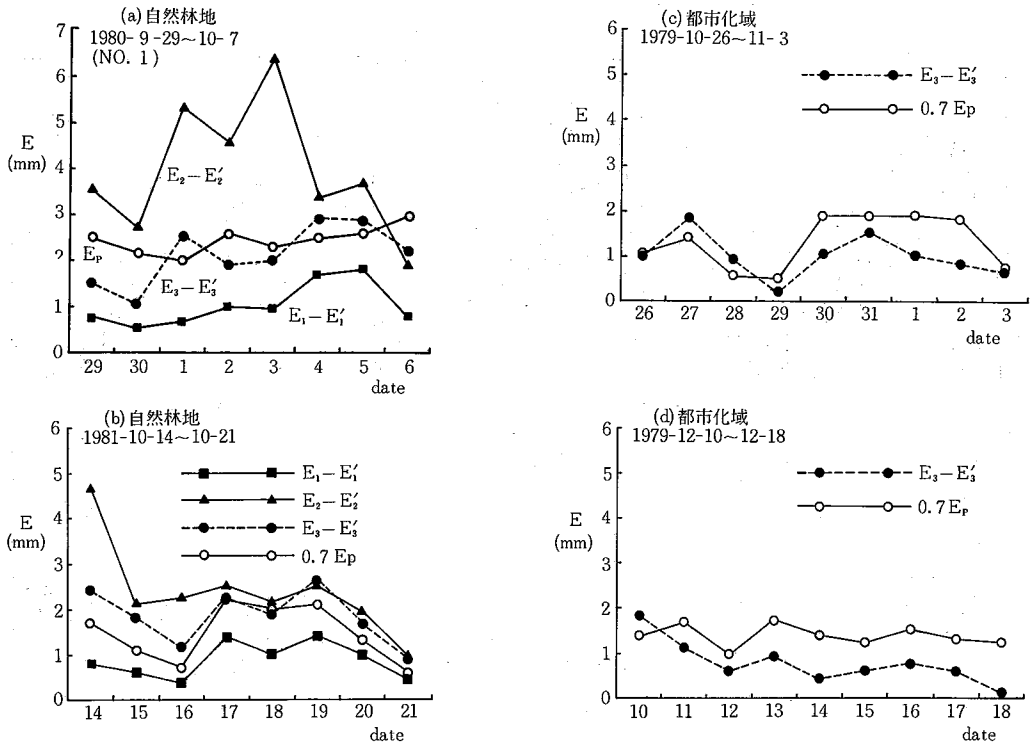 (a)自然林地
1980- 9 -29~10- 7
(NO. 1)
7
6
5
4
3
2
1
0
E
(mm)
E₂−E₂′
E_P
E₃−E₃′
E₁−E₁′
29 30 1 2 3 4 5 6
date
(b)自然林地
1981-10-14~10-21
6
5
4
3
2
1
0
E
(mm)
E₁−E₁′
E₂−E₂′
E₃−E₃′
0.7 Ep
14 15 16 17 18 19 20 21
date
(c)都市化域
1979-10-26~11- 3
6
5
4
3
2
1
0
E
(mm)
E₃−E₃′
0.7 Ep
26 27 28 29 30 31 1 2 3
date
(d)都市化域
1979-12-10~12-18
6
5
4
3
2
1
0
E
(mm)
E₃−E₃′
0.7 E_P
10 11 12 13 14 15 16 17 18
date